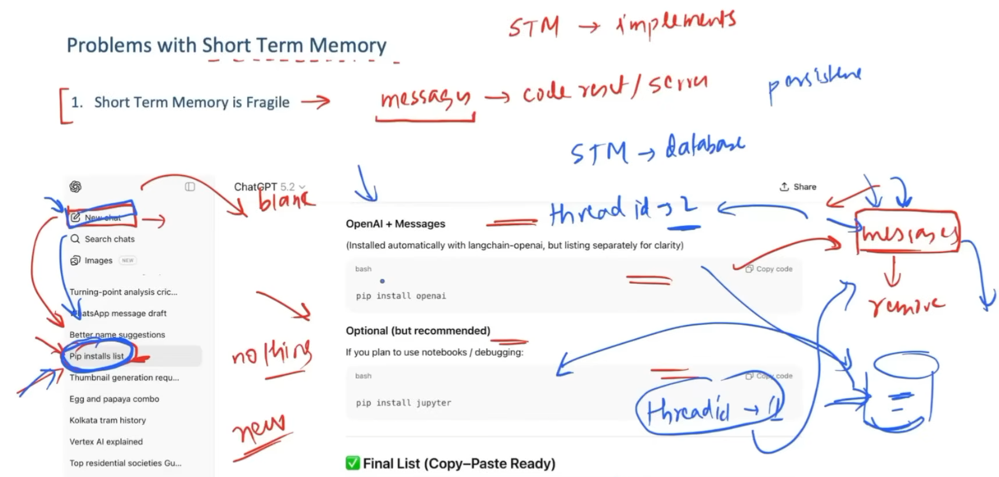 STM → implements
Problems with Short Term Memory
1. Short Term Memory is Fragile → messages → code reset / server
persistence
STM → database
ChatGPT 5.2
Share
blank
thread id → 2
New chat
OpenAI + Messages
messages
Search chats
(Installed automatically with langchain-openai, but listing separately for clarity)
Images NEW
bash
Copy code
Turning-point analysis cric...
pip install openai
remove
WhatsApp message draft
Better name suggestions
Optional (but recommended)
nothing
Pip installs list
If you plan to use notebooks / debugging:
Thumbnail generation requ...
bash
Copy code
Egg and papaya combo
pip install jupyter
thread id → 1
Kolkata tram history
new
Vertex AI explained
Top residential societies Gu...
✅ Final List (Copy–Paste Ready)